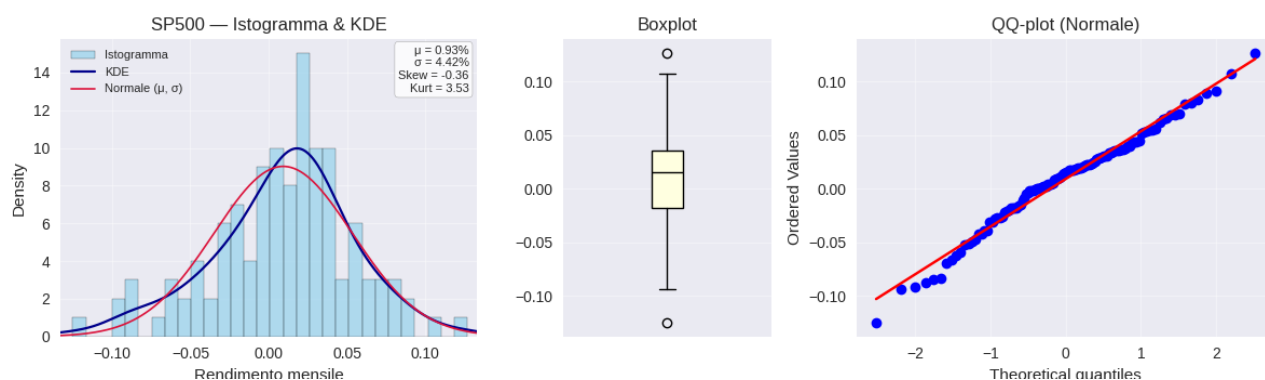 SP500 — Istogramma & KDE
Istogramma
KDE
Normale (μ, σ)
μ = 0.93%
σ = 4.42%
Skew = -0.36
Kurt = 3.53
Density
14
12
10
8
6
4
2
0
−0.10
−0.05
0.00
0.05
0.10
Rendimento mensile
Boxplot
0.10
0.05
0.00
−0.05
−0.10
QQ-plot (Normale)
Ordered Values
0.10
0.05
0.00
−0.05
−0.10
−2
−1
0
1
2
Theoretical quantiles